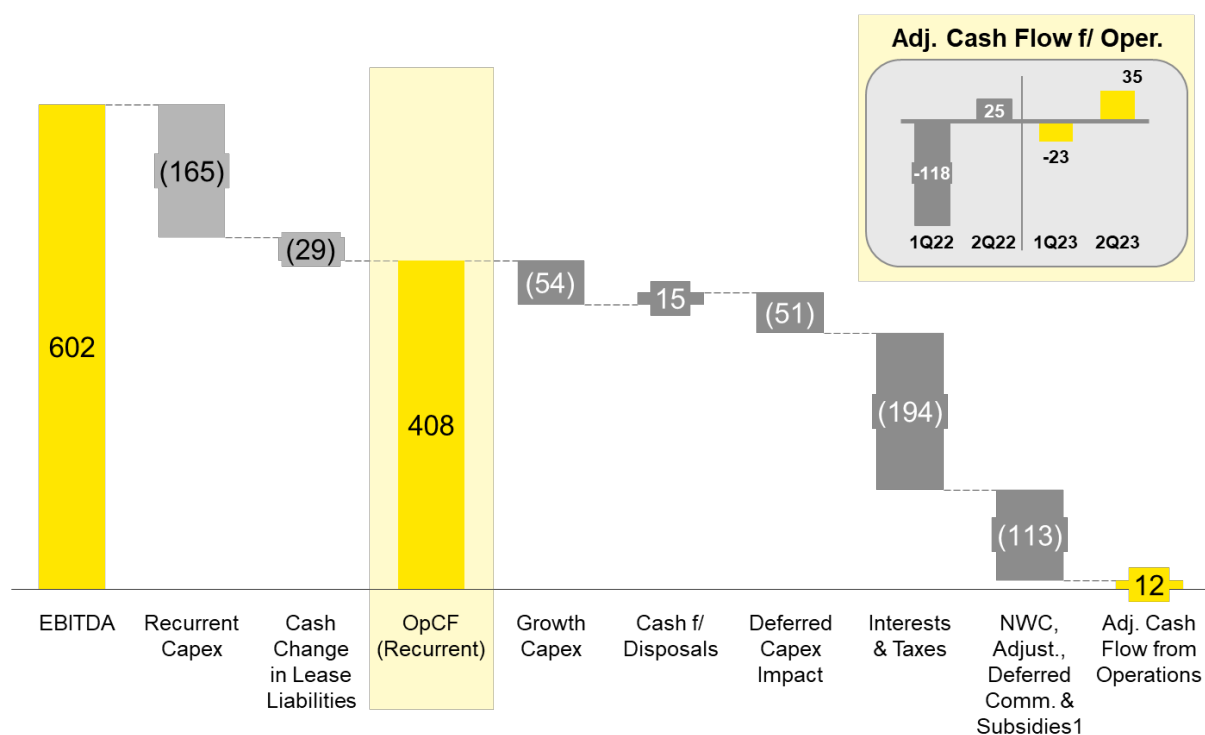 Adj. Cash Flow f/ Oper.
35
25
-23
-118
1Q22 2Q22 1Q23 2Q23
(165)
(29)
(54)
15
(51)
602
408
(194)
(113)
12
EBITDA
Recurrent
Capex
Cash
Change
in Lease
Liabilities
OpCF
(Recurrent)
Growth
Capex
Cash f/
Disposals
Deferred
Capex
Impact
Interests
& Taxes
NWC,
Adjust.,
Deferred
Comm. &
Subsidies1
Adj. Cash
Flow from
Operations